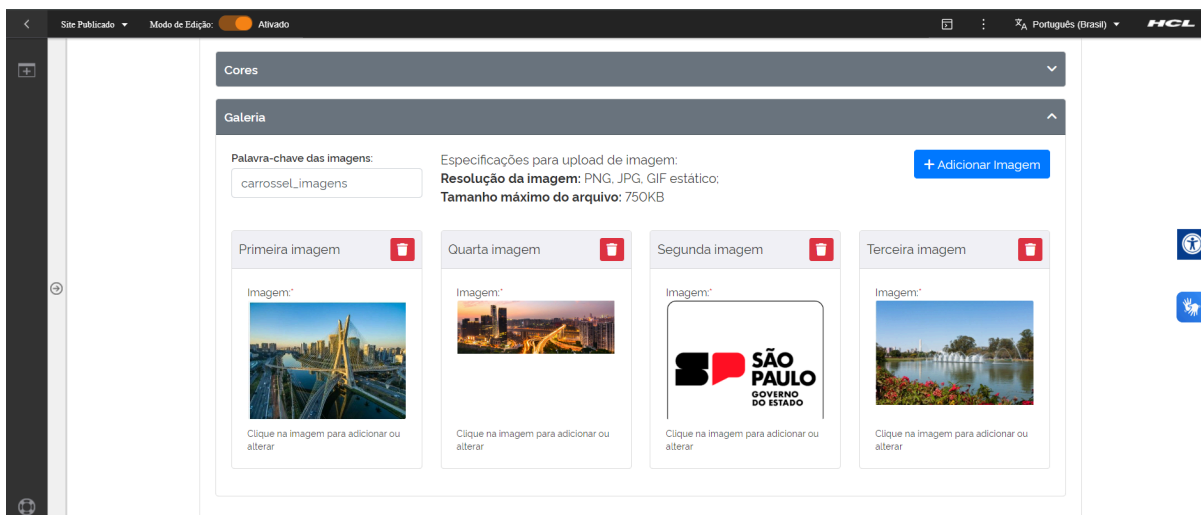 Site Publicado
Modo de Edição: Ativado
Português (Brasil)
HCL
Cores
Galeria
Palavra-chave das imagens:
carrossel_imagens
Especificações para upload de imagem:
Resolução da imagem: PNG, JPG, GIF estático;
Tamanho máximo do arquivo: 750KB
+ Adicionar Imagem
Primeira imagem
Imagem:*
Clique na imagem para adicionar ou
alterar
Quarta imagem
Imagem:*
Clique na imagem para adicionar ou
alterar
Segunda imagem
Imagem:*
SP
SÃO
PAULO
GOVERNO
DO ESTADO
Clique na imagem para adicionar ou
alterar
Terceira imagem
Imagem:*
Clique na imagem para adicionar ou
alterar